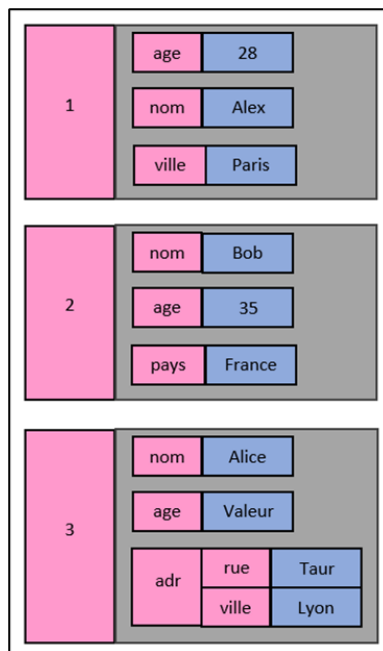 1
age 28
nom Alex
ville Paris
2
nom Bob
age 35
pays France
3
nom Alice
age Valeur
adr rue Taur
ville Lyon